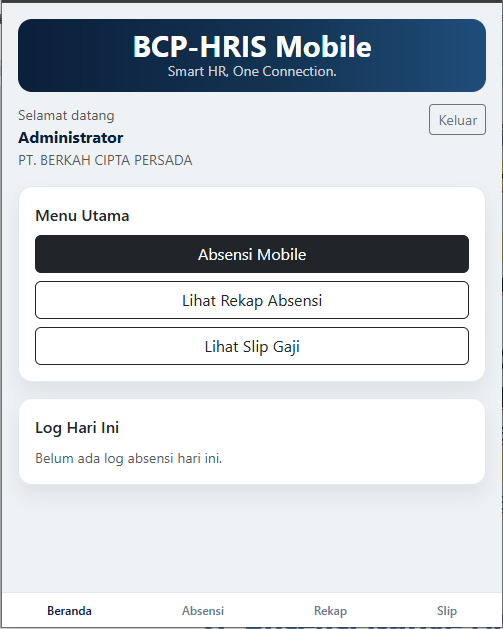 BCP-HRIS Mobile
Smart HR, One Connection.
Selamat datang
Keluar
Administrator
PT. BERKAH CIPTA PERSADA
Menu Utama
Absensi Mobile
Lihat Rekap Absensi
Lihat Slip Gaji
Log Hari Ini
Belum ada log absensi hari ini.
Beranda Absensi Rekap Slip